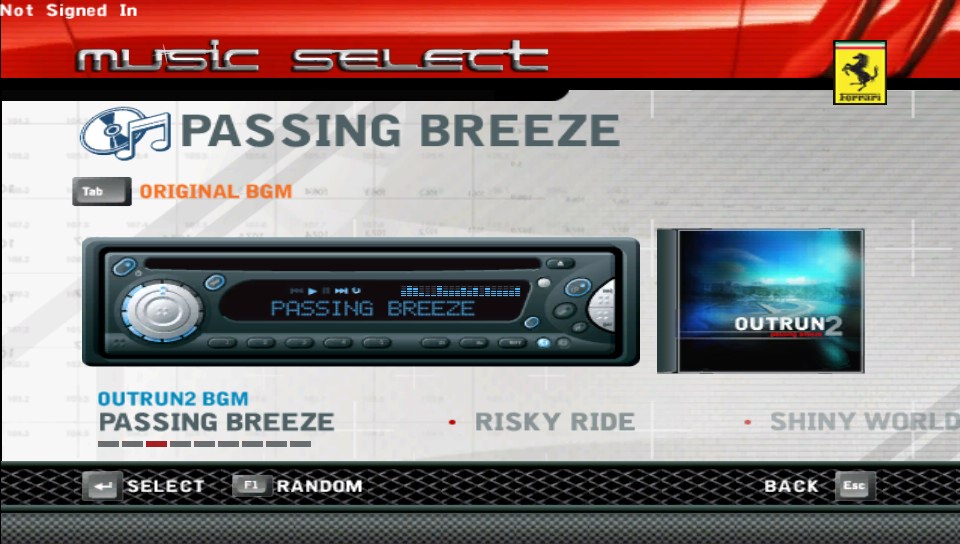 Not Signed In
music select
Ferrari
PASSING BREEZE
Tab ORIGINAL BGM
PASSING BREEZE
OUTRUN2
OUTRUN2 BGM
PASSING BREEZE • RISKY RIDE • SHINY WORLD
SELECT F1 RANDOM BACK Esc